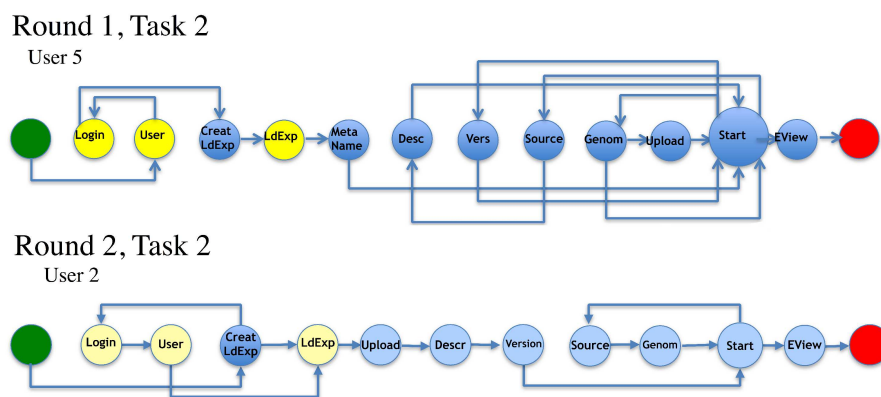 Round 1, Task 2
User 5
Login
User
Creat
LdExp
LdExp
Meta
Name
Desc
Vers
Source
Genom
Upload
Start
EView
Round 2, Task 2
User 2
Login
User
Creat
LdExp
LdExp
Upload
Descr
Version
Source
Genom
Start
EView